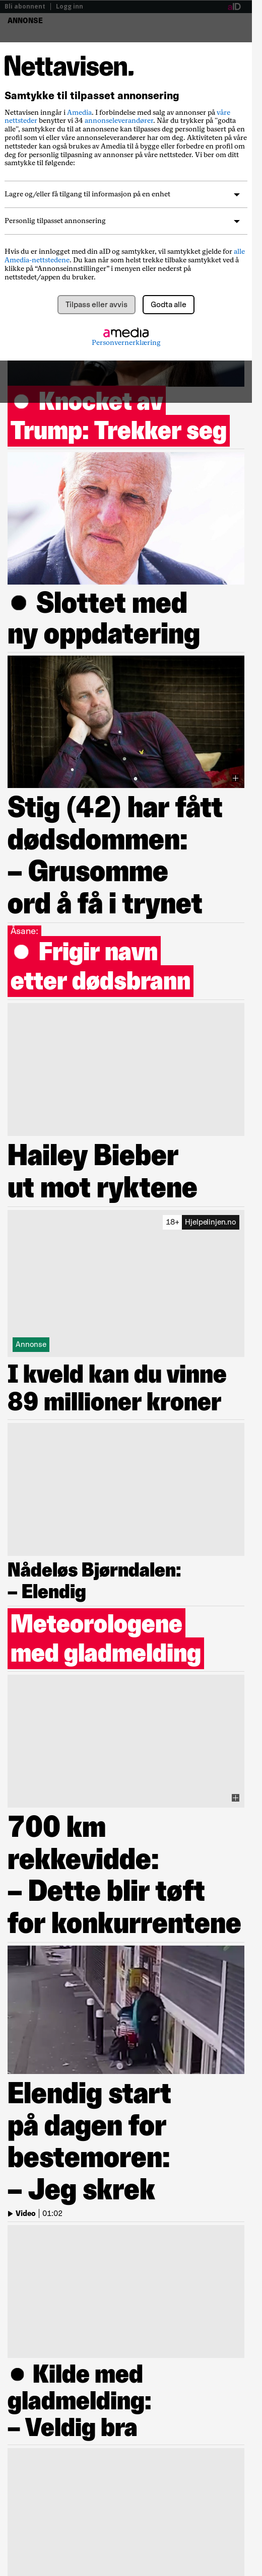 Bli abonnent | Logg inn
aID
ANNONSE
Nettavisen.
Samtykke til tilpasset annonsering
Nettavisen inngår i Amedia. I forbindelse med salg av annonser på våre
nettsteder benytter vi 34 annonseleverandører. Når du trykker på "godta
alle", samtykker du til at annonsene kan tilpasses deg personlig basert på en
profil som vi eller våre annonseleverandører har om deg. Aktiviteten på våre
nettsteder kan også brukes av Amedia til å bygge eller forbedre en profil om
deg for personlig tilpasning av annonser på våre nettsteder. Vi ber om ditt
samtykke til følgende:
Lagre og/eller få tilgang til informasjon på en enhet
Personlig tilpasset annonsering
Hvis du er innlogget med din aID og samtykker, vil samtykket gjelde for alle
Amedia-nettstedene. Du kan når som helst trekke tilbake samtykket ved å
klikke på “Annonseinnstillinger” i menyen eller nederst på
nettstedet/appen du bruker.
Tilpass eller avvis
Godta alle
amedia
Personvernerklæring
● Knocket av
Trump: Trekker seg
● Slottet med
ny oppdatering
Stig (42) har fått
dødsdommen:
– Grusomme
ord å få i trynet
Åsane:
● Frigir navn
etter dødsbrann
Hailey Bieber
ut mot ryktene
18+ Hjelpelinjen.no
Annonse
I kveld kan du vinne
89 millioner kroner
Nådeløs Bjørndalen:
– Elendig
Meteorologene
med gladmelding
700 km
rekkevidde:
– Dette blir tøft
for konkurrentene
Elendig start
på dagen for
bestemoren:
– Jeg skrek
Video | 01:02
● Kilde med
gladmelding:
– Veldig bra